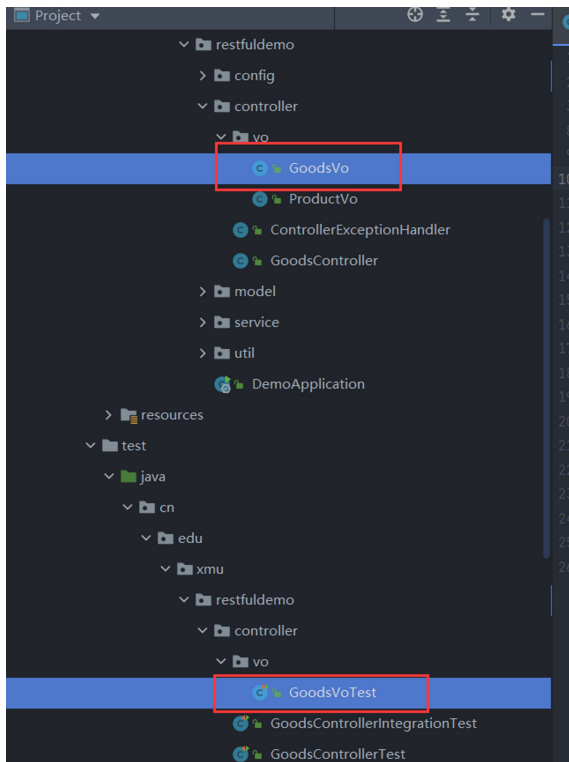 Project
restfuldemo
config
controller
vo
GoodsVo
ProductVo
ControllerExceptionHandler
GoodsController
model
service
util
DemoApplication
resources
test
java
cn
edu
xmu
restfuldemo
controller
vo
GoodsVoTest
GoodsControllerIntegrationTest
GoodsControllerTest